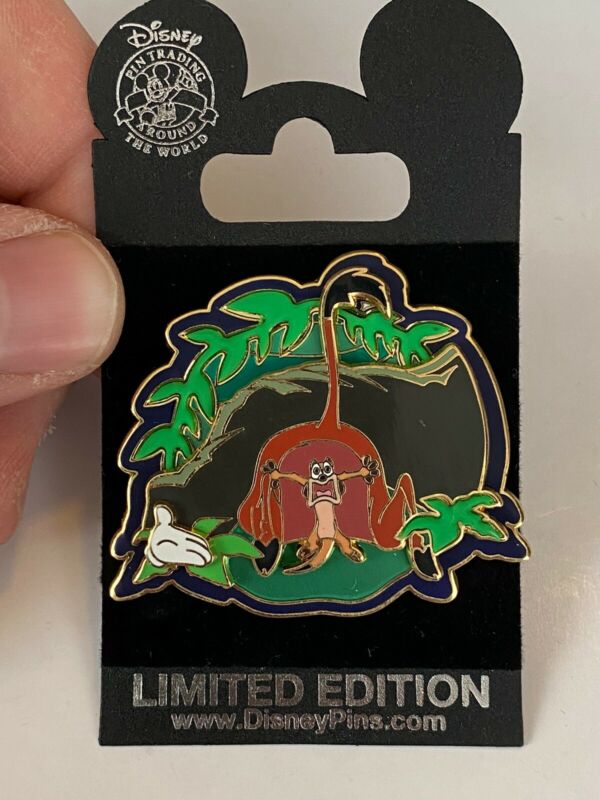 Disney
PIN TRADING
AROUND
THE WORLD
LIMITED EDITION
www.DisneyPins.com